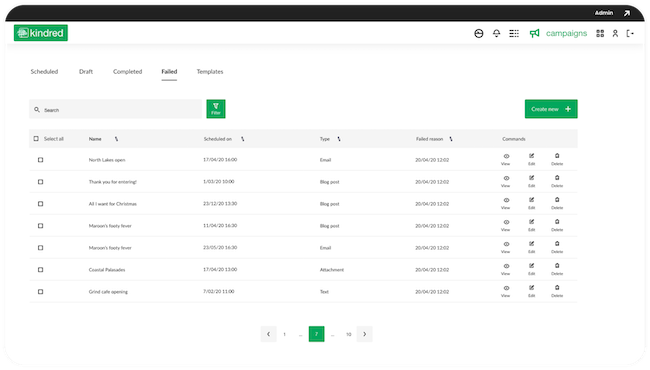 Admin
kindred
campaigns
Scheduled Draft Completed Failed Templates
Search
Filter
Create new +
Select all Name Scheduled on Type Failed reason Commands
North Lakes open 17/04/20 16:00 Email 20/04/20 12:02 View Edit Delete
Thank you for entering! 1/03/20 10:00 Blog post 20/04/20 12:02 View Edit Delete
All I want for Christmas 23/12/20 13:30 Blog post 20/04/20 12:02 View Edit Delete
Maroon's footy fever 11/04/20 16:30 Blog post 20/04/20 12:02 View Edit Delete
Maroon's footy fever 23/05/20 16:30 Email 20/04/20 12:02 View Edit Delete
Coastal Palasades 17/04/20 13:00 Attachment 20/04/20 12:02 View Edit Delete
Grind cafe opening 7/02/20 11:00 Text 20/04/20 12:02 View Edit Delete
< 1 ... 7 ... 10 >